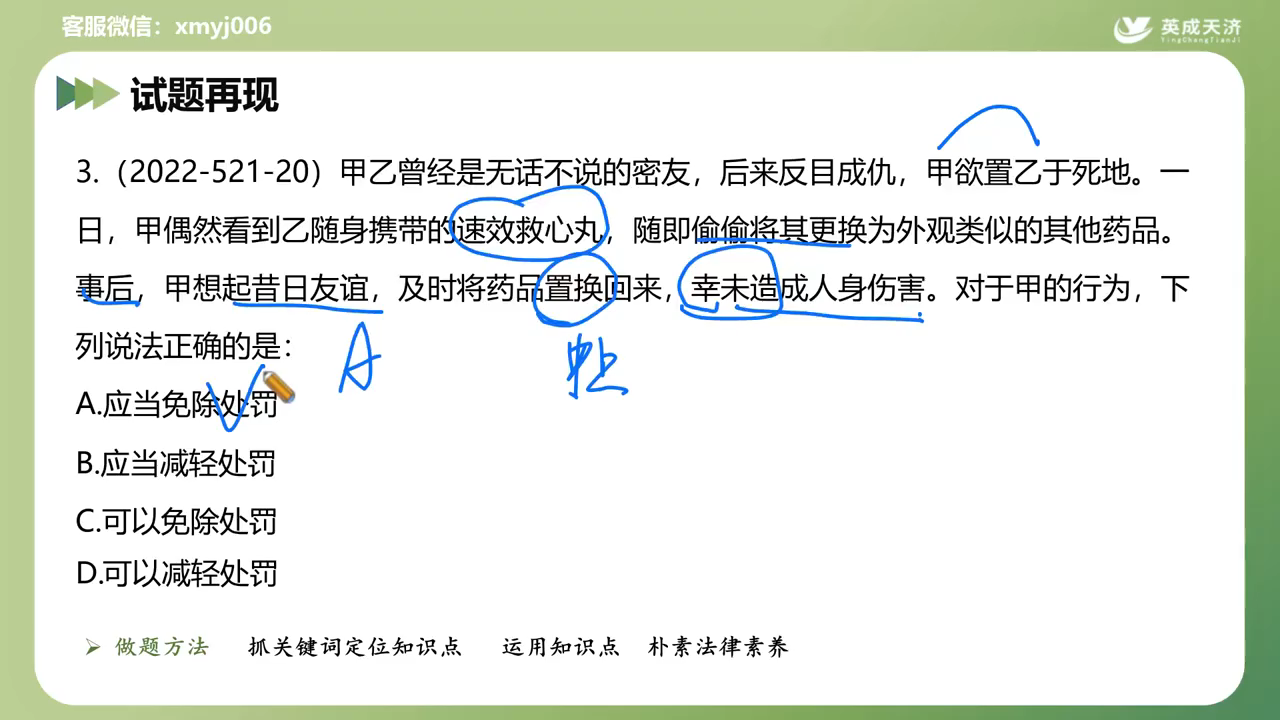 客服微信：xmyj006
英成天济
YingChengTianJi
试题再现
3.（2022-521-20）甲乙曾经是无话不说的密友，后来反目成仇，甲欲置乙于死地。一
日，甲偶然看到乙随身携带的速效救心丸，随即偷偷将其更换为外观类似的其他药品。
事后，甲想起昔日友谊，及时将药品置换回来，幸未造成人身伤害。对于甲的行为，下
列说法正确的是：
A
A.应当免除处罚
B.应当减轻处罚
C.可以免除处罚
D.可以减轻处罚
做题方法 抓关键词定位知识点 运用知识点 朴素法律素养